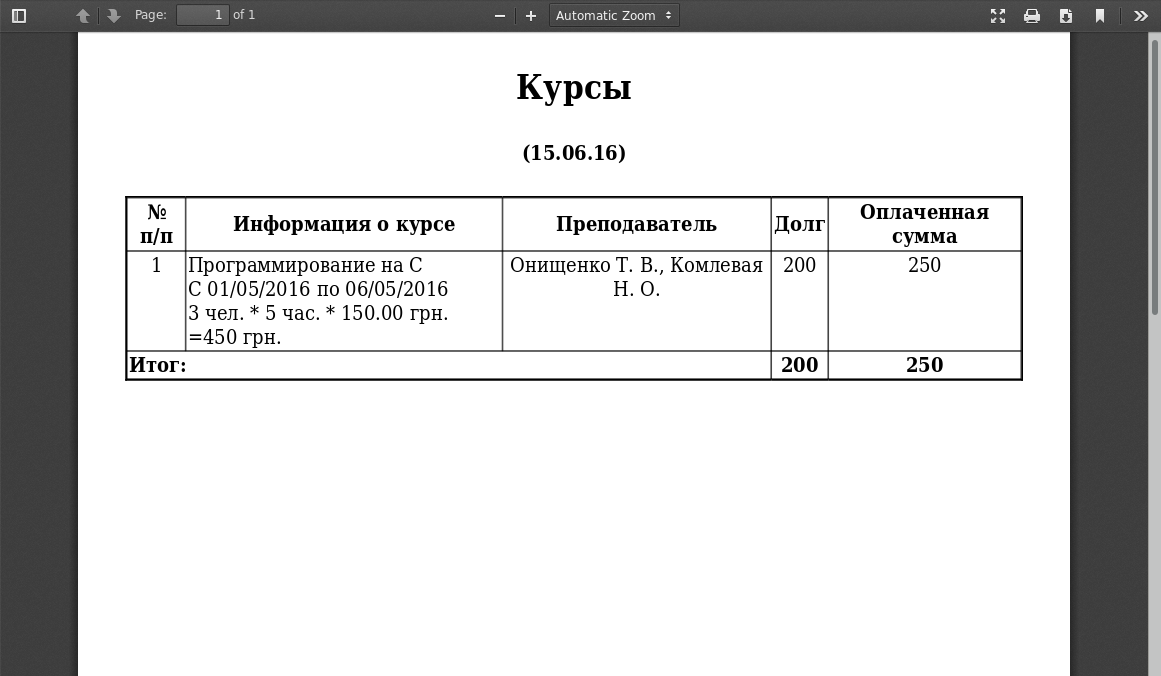 Page: 1 of 1
Automatic Zoom
Курсы
(15.06.16)
№ п/п
Информация о курсе
Преподаватель
Долг
Оплаченная
сумма
1
Программирование на C
С 01/05/2016 по 06/05/2016
3 чел. * 5 час. * 150.00 грн.
=450 грн.
Онищенко Т. В., Комлевая
Н. О.
200
250
Итог:
200
250